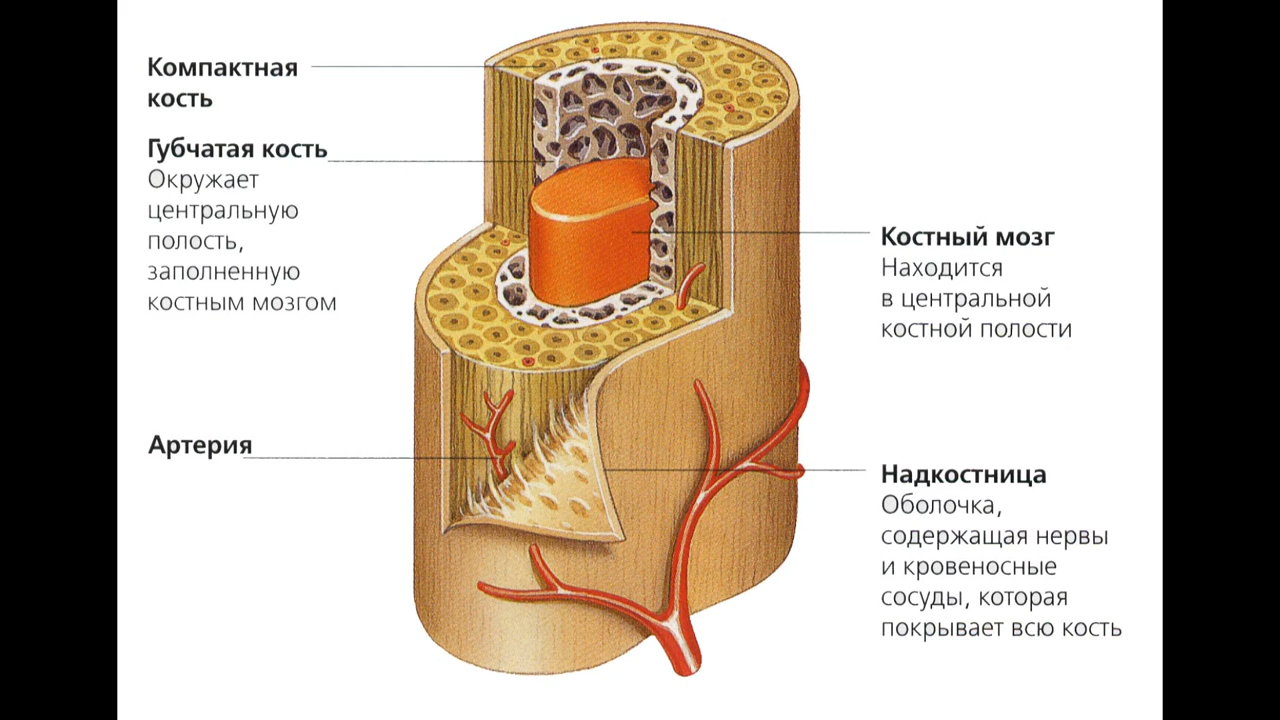 Компактная
кость
Губчатая кость
Окружает
центральную
полость,
заполненную
костным мозгом
Артерия
Костный мозг
Находится
в центральной
костной полости
Надкостница
Оболочка,
содержащая нервы
и кровеносные
сосуды, которая
покрывает всю кость